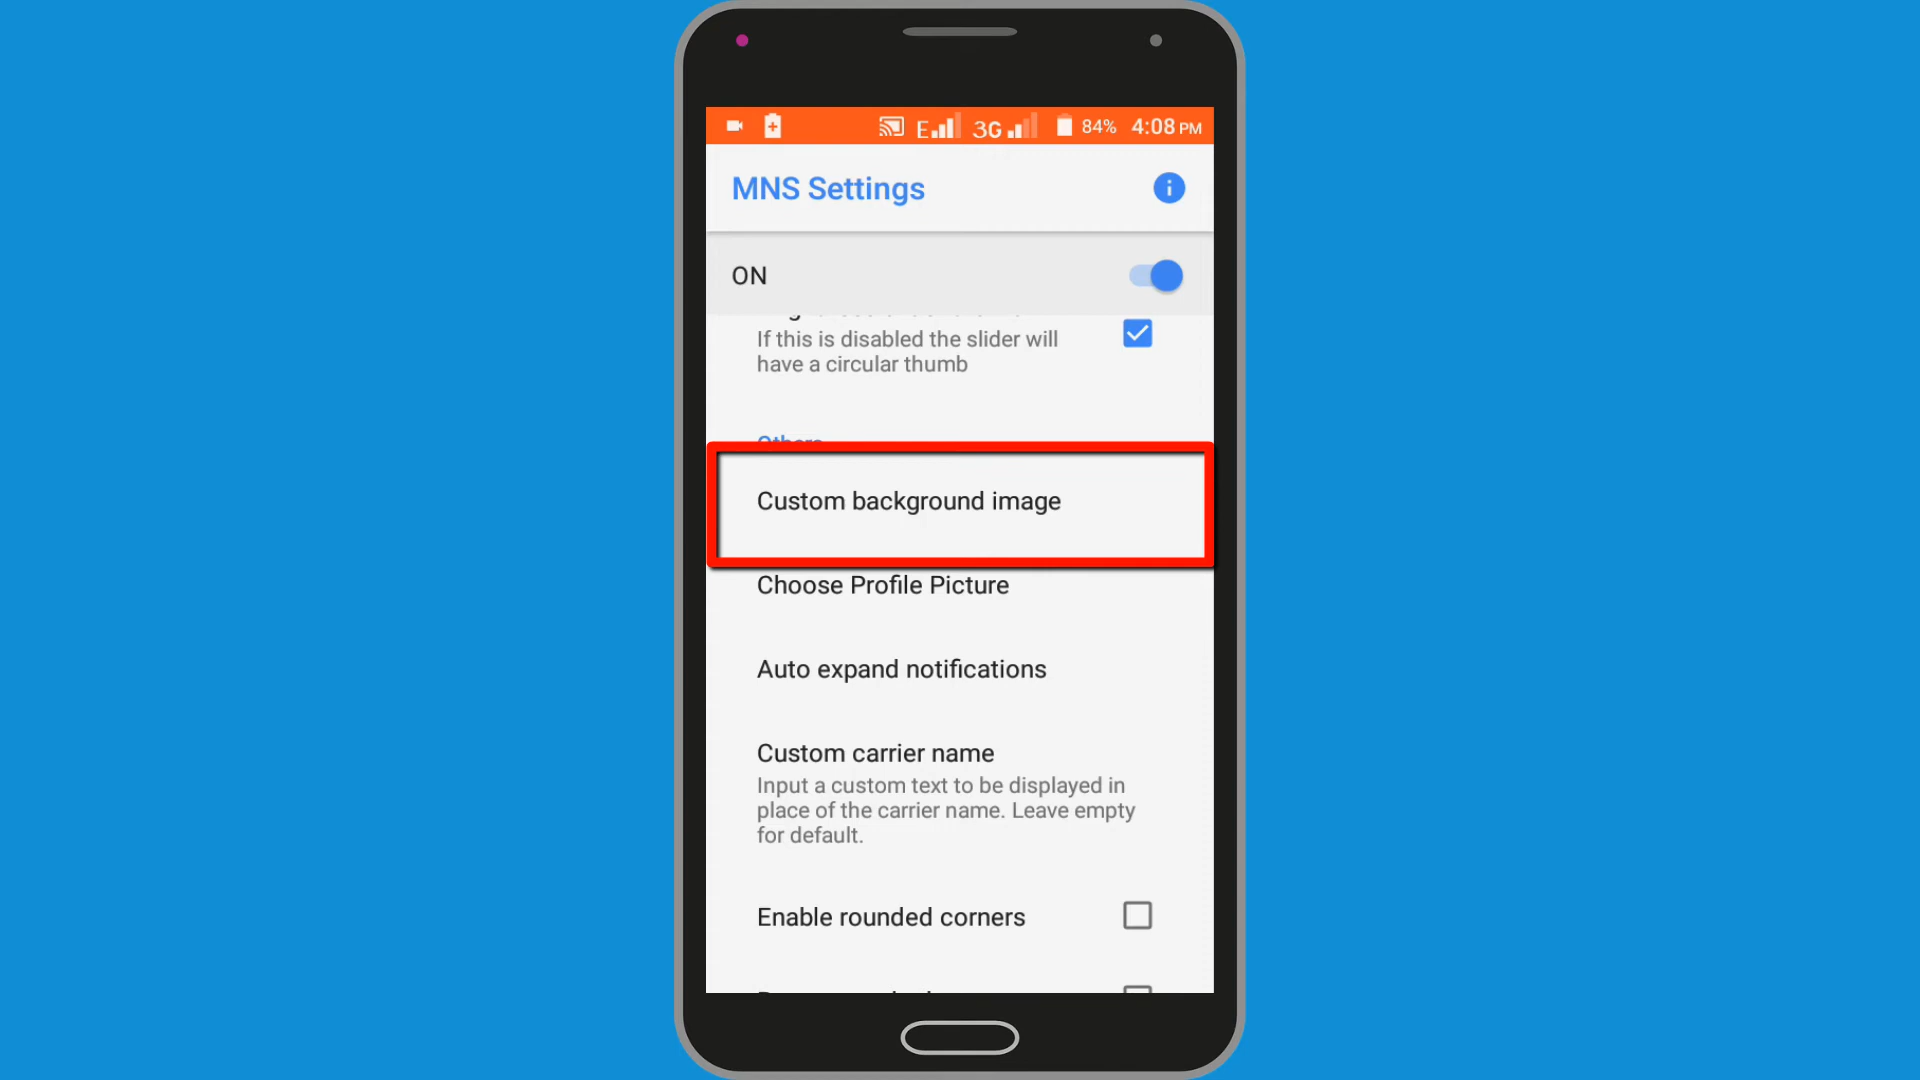 E 3G 84% 4:08 PM
MNS Settings
ON
If this is disabled the slider will
have a circular thumb
Others
Custom background image
Choose Profile Picture
Auto expand notifications
Custom carrier name
Input a custom text to be displayed in
place of the carrier name. Leave empty
for default.
Enable rounded corners